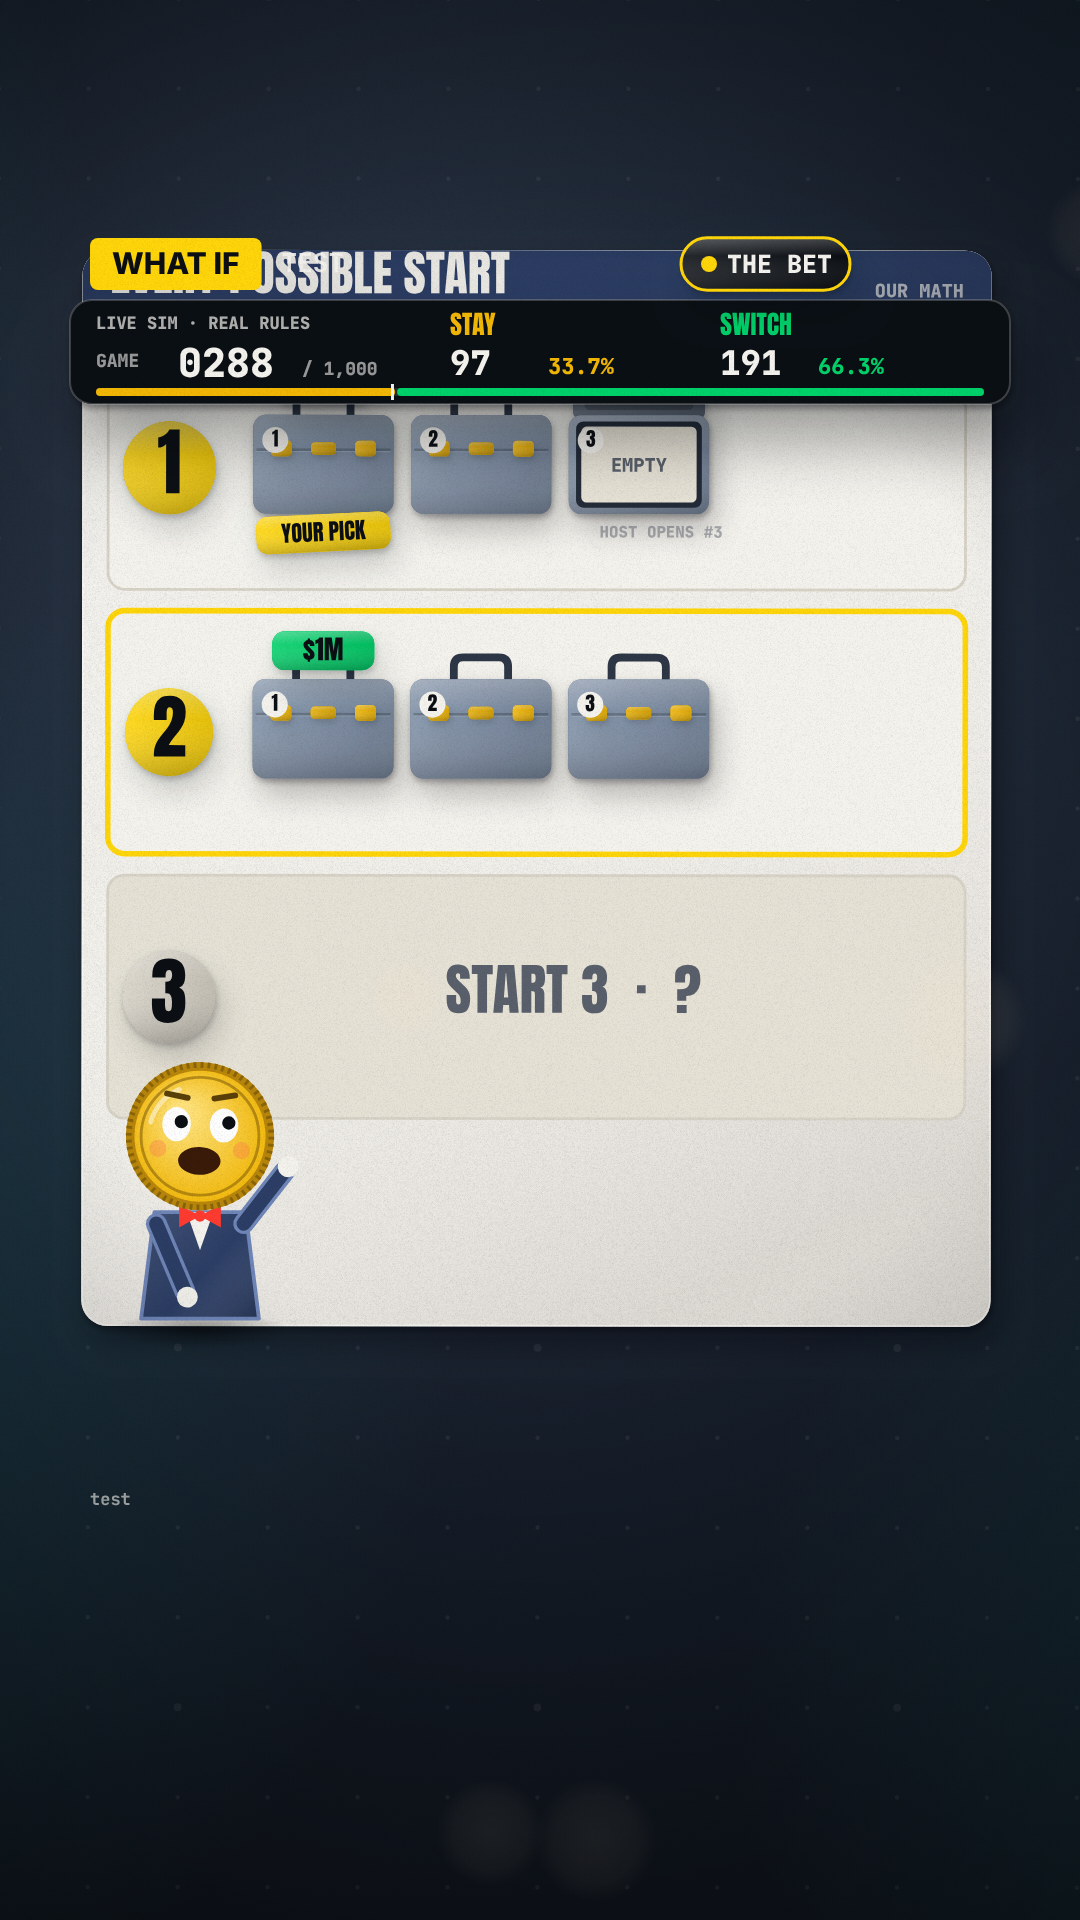 WHAT IF
OSSIBLE START
THE BET
OUR MATH
LIVE SIM · REAL RULES
STAY
SWITCH
GAME 0288 / 1,000
97 33.7%
191 66.3%
1
1
2
3
EMPTY
YOUR PICK
HOST OPENS #3
$1M
2
1
2
3
3
START 3 · ?
test